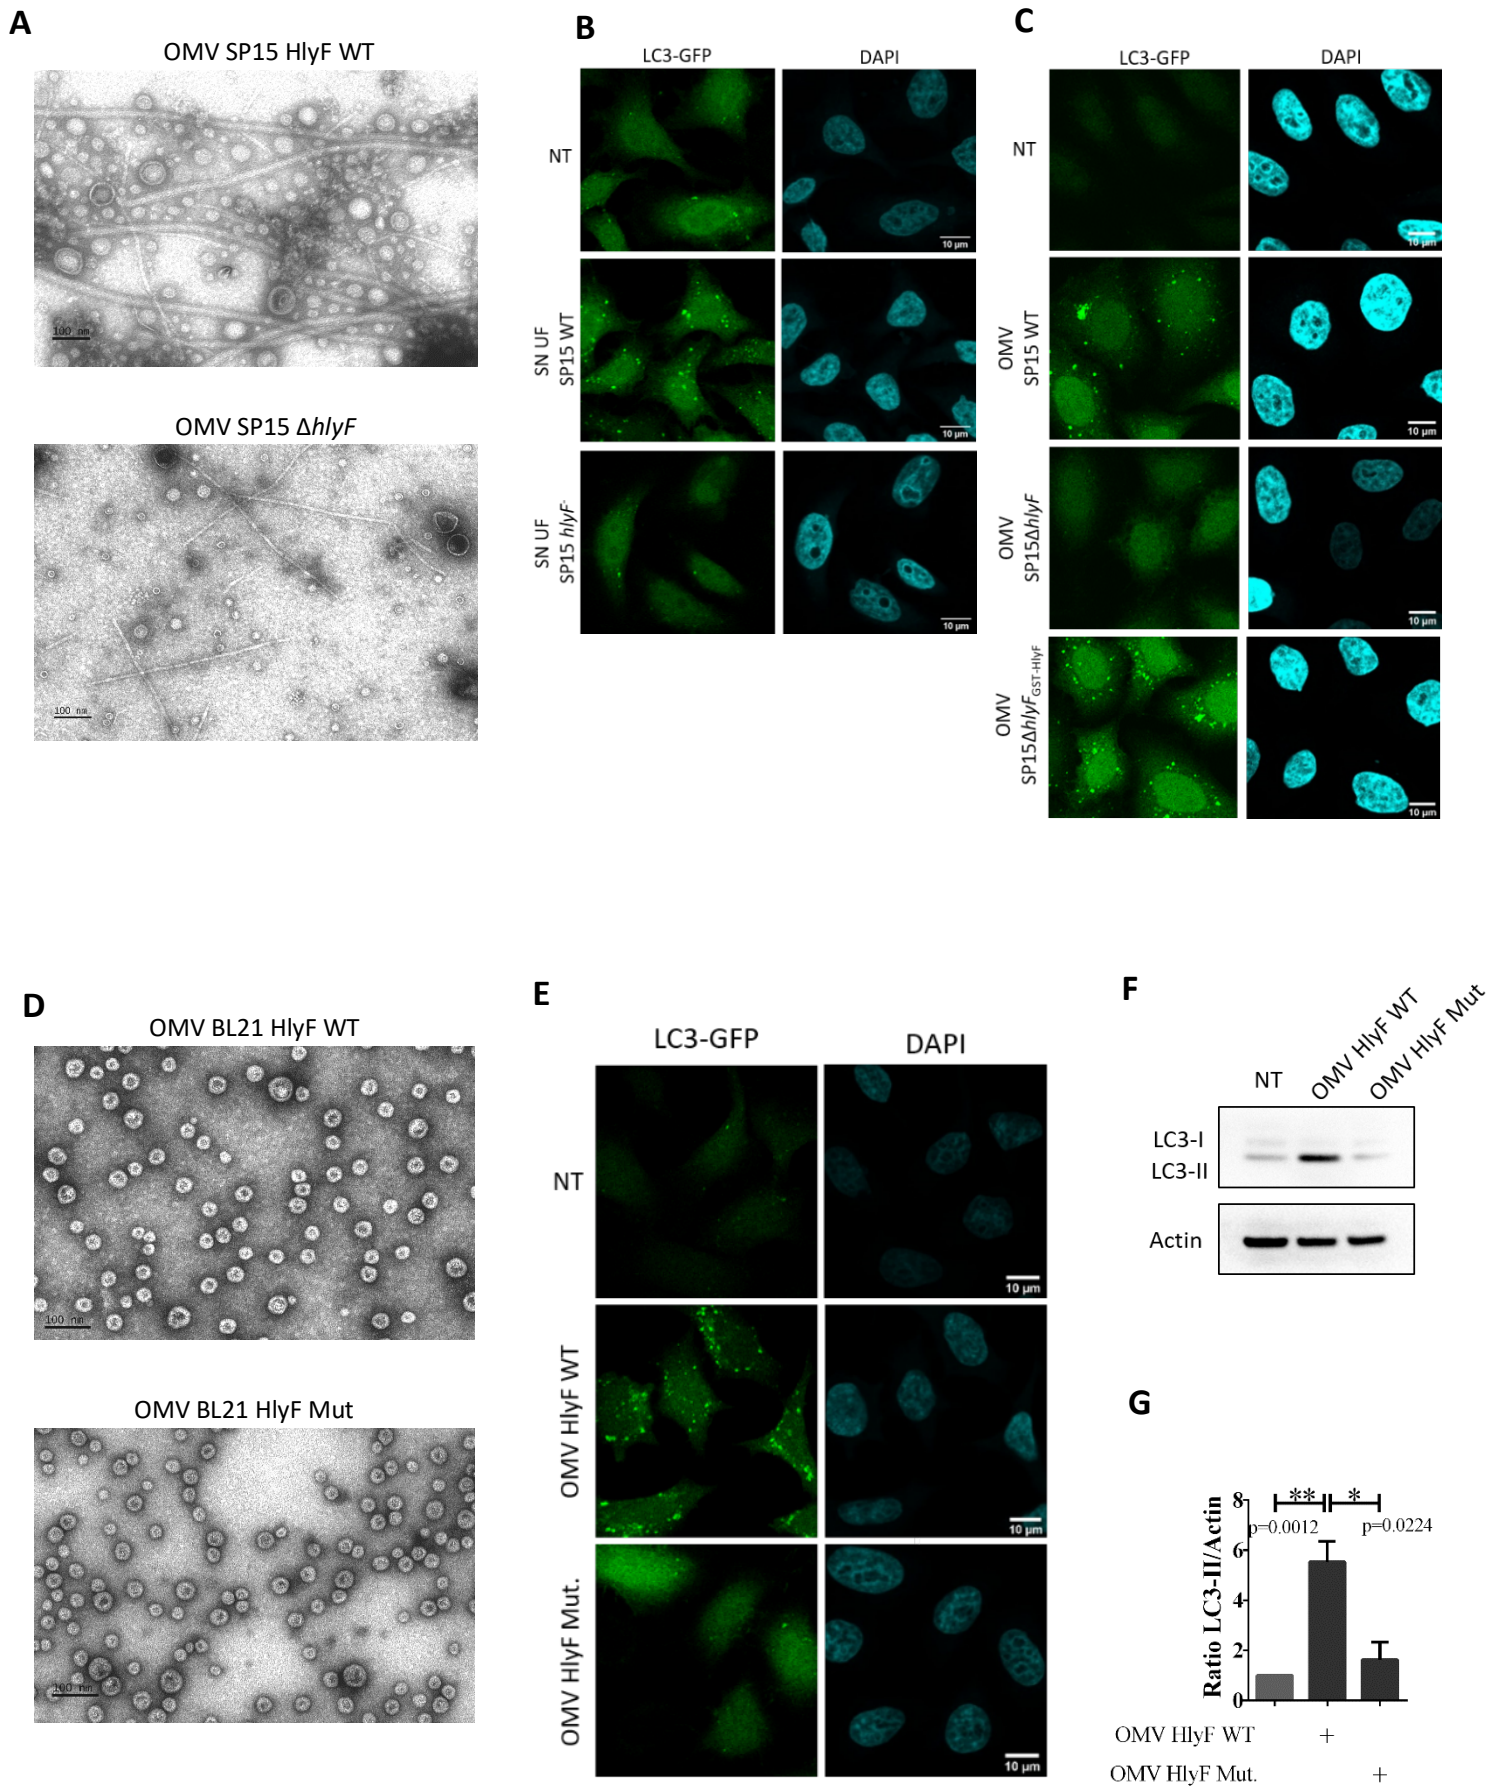 A
OMV SP15 HlyF WT
100 nm
OMV SP15 ΔhlyF
100 nm
B
LC3-GFP
DAPI
NT
10 µm
SN UF
SP15 WT
10 µm
SN UF
SP15 hlyF-
10 µm
C
LC3-GFP
DAPI
NT
10 µm
OMV
SP15 WT
10 µm
OMV
SP15ΔhlyF
10 µm
OMV
SP15ΔhlyF GST-HlyF
10 µm
D
OMV BL21 HlyF WT
100 nm
OMV BL21 HlyF Mut
100 nm
E
LC3-GFP
DAPI
NT
10 µm
OMV HlyF WT
10 µm
OMV HlyF Mut.
10 µm
F
NT
OMV HlyF WT
OMV HlyF Mut
LC3-I
LC3-II
Actin
G
Ratio LC3-II/Actin
8
6
4
2
0
** *
p=0.0012 p=0.0224
OMV HlyF WT +
OMV HlyF Mut. +